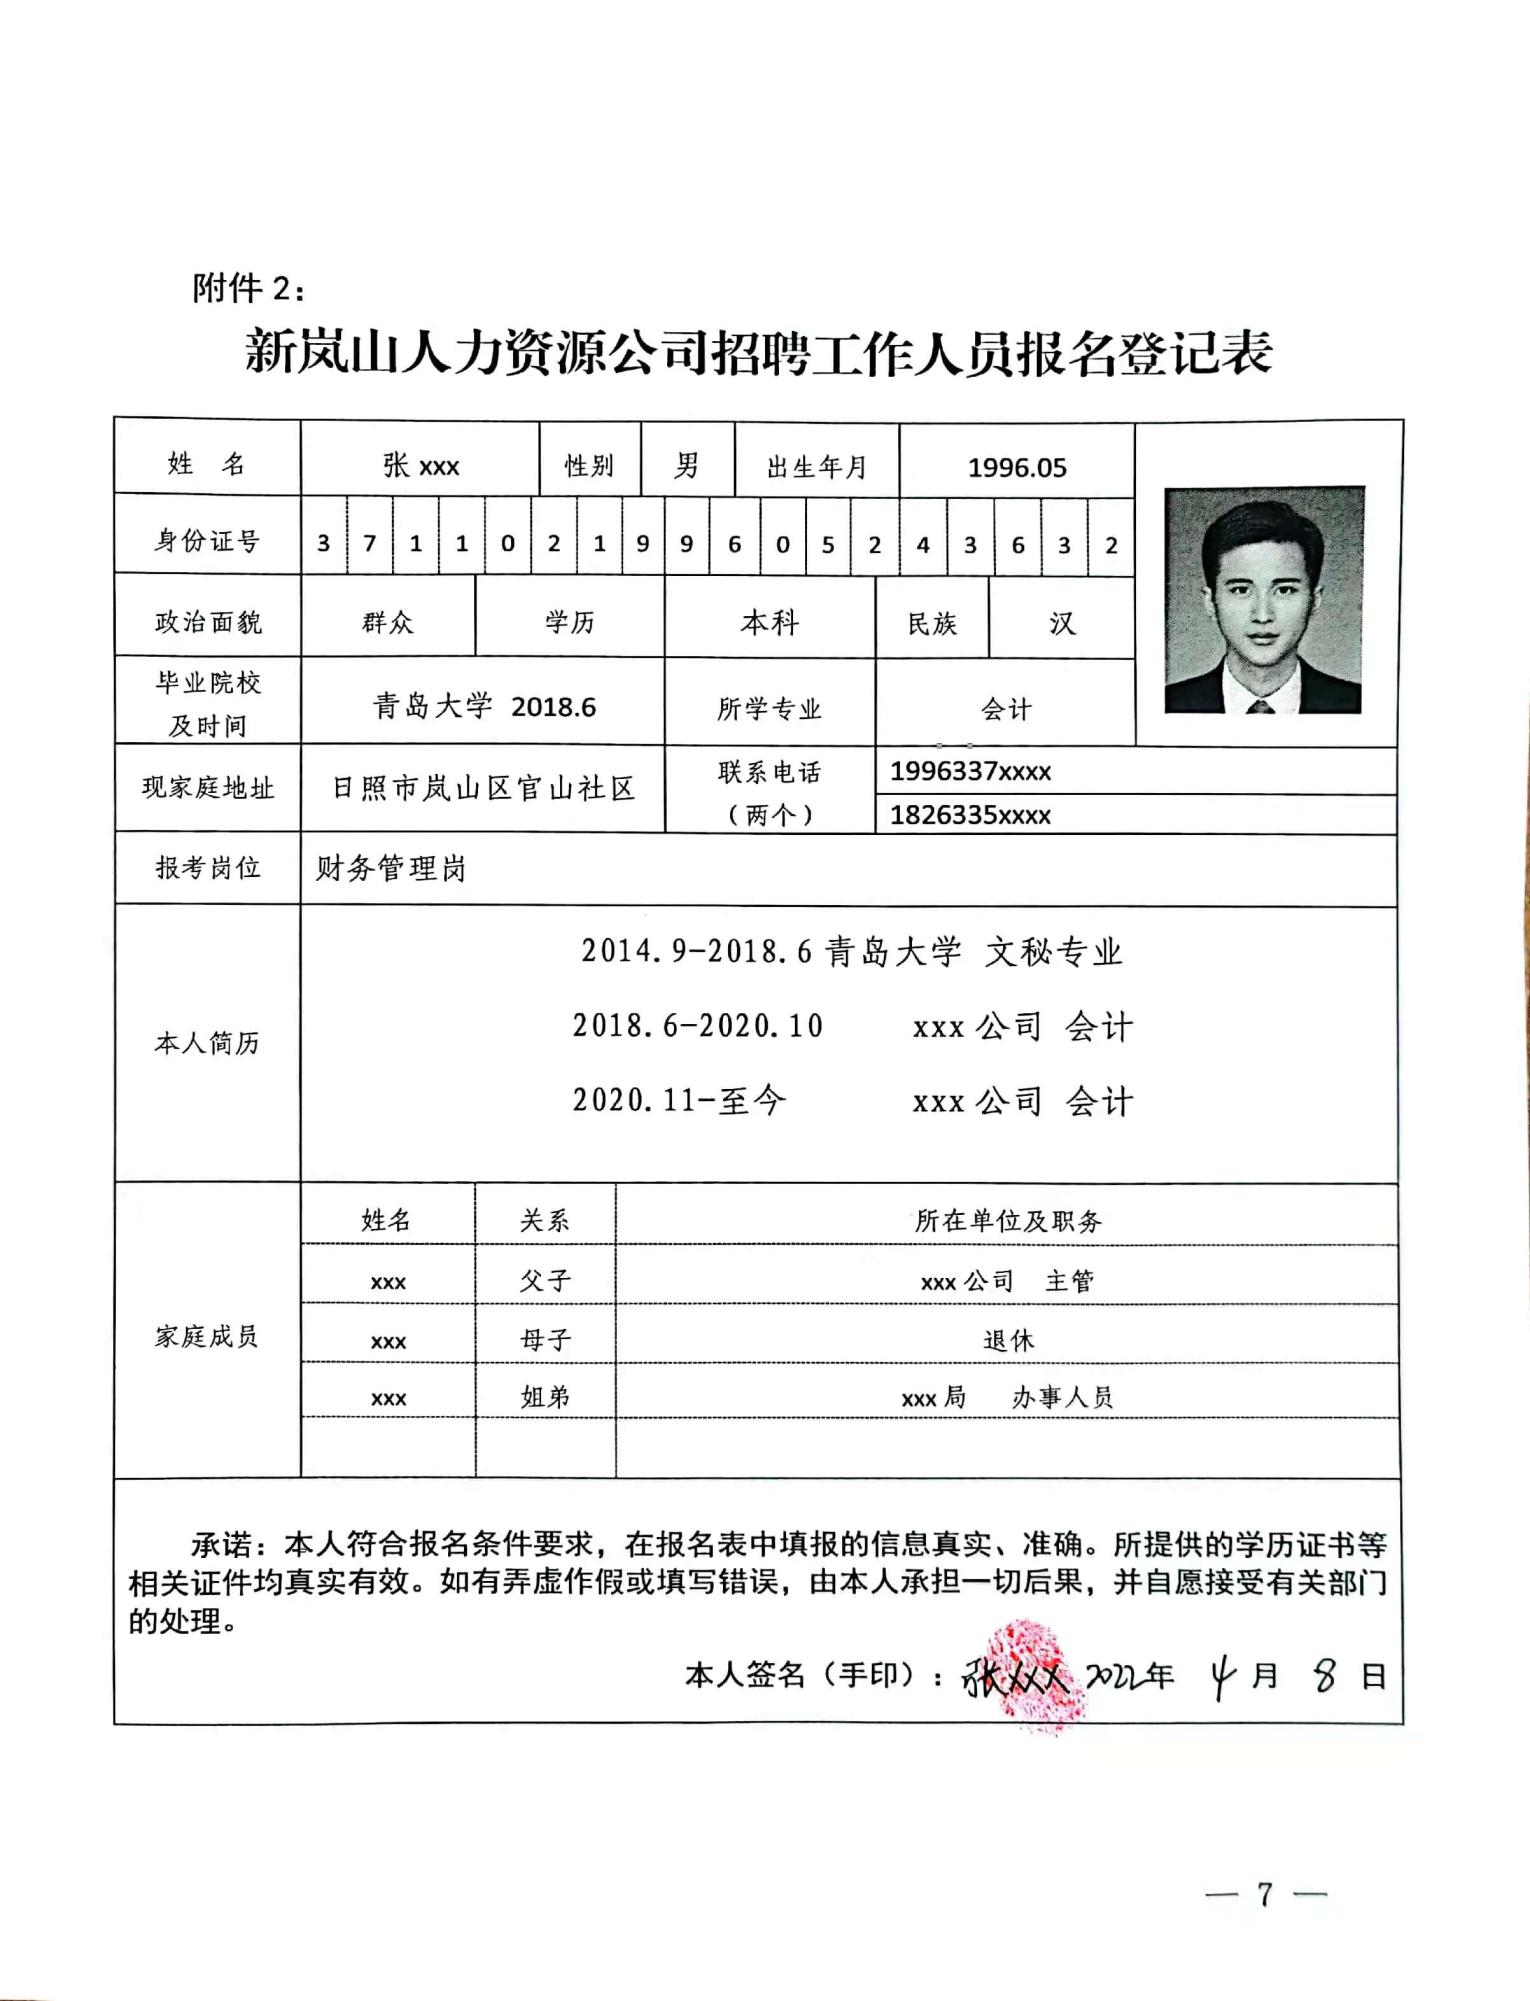 附件 2：
新岚山人力资源公司招聘工作人员报名登记表
姓 名 张 xxx 性别 男 出生年月 1996.05
身份证号 3 7 1 1 0 2 1 9 9 6 0 5 2 4 3 6 3 2
政治面貌 群众 学历 本科 民族 汉
毕业院校
及时间
青岛大学 2018.6 所学专业 会计
现家庭地址 日照市岚山区官山社区
联系电话
（两个）
1996337xxxx
1826335xxxx
报考岗位 财务管理岗
本人简历
2014.9-2018.6 青岛大学 文秘专业
2018.6-2020.10 xxx 公司 会计
2020.11-至今 xxx 公司 会计
家庭成员
姓名 关系 所在单位及职务
xxx 父子 xxx 公司 主管
xxx 母子 退休
xxx 姐弟 xxx 局 办事人员
承诺：本人符合报名条件要求，在报名表中填报的信息真实、准确。所提供的学历证书等
相关证件均真实有效。如有弄虚作假或填写错误，由本人承担一切后果，并自愿接受有关部门
的处理。
本人签名（手印）：张XXX 2022年 4 月 8 日
— 7 —